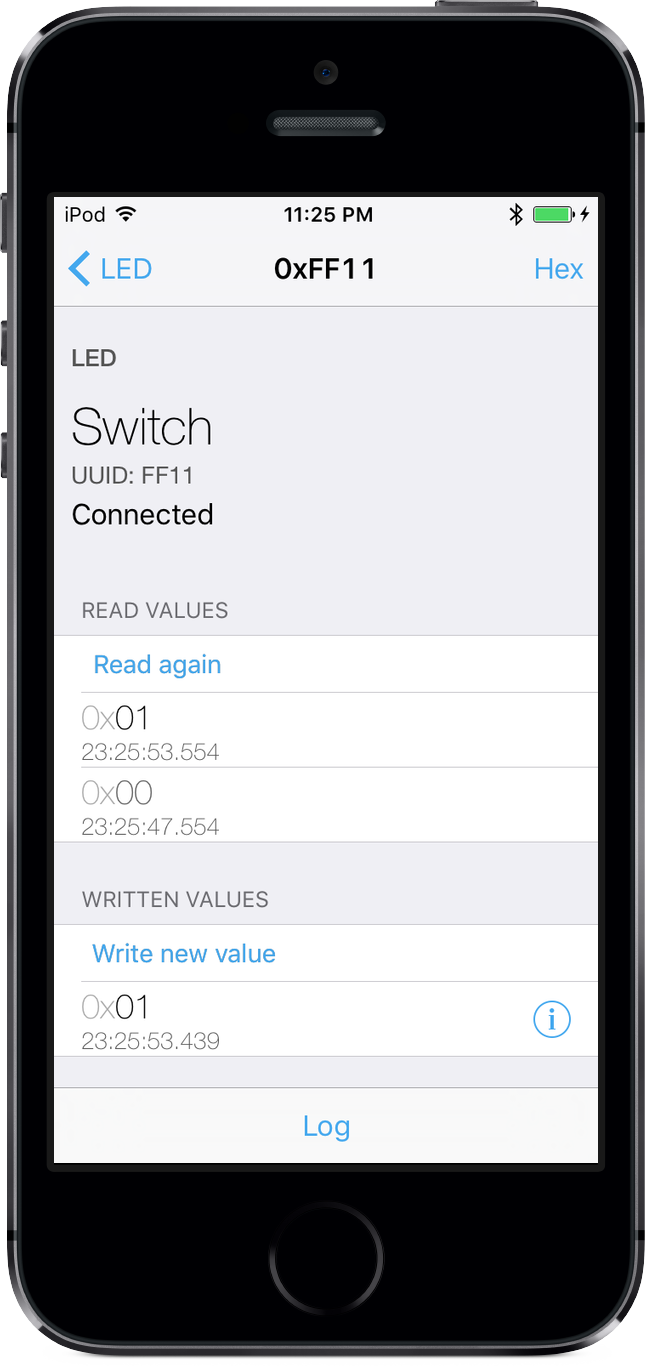 iPod 11:25 PM
LED 0xFF11 Hex
LED
Switch
UUID: FF11
Connected
READ VALUES
Read again
0x01
23:25:53.554
0x00
23:25:47.554
WRITTEN VALUES
Write new value
0x01
23:25:53.439
Log